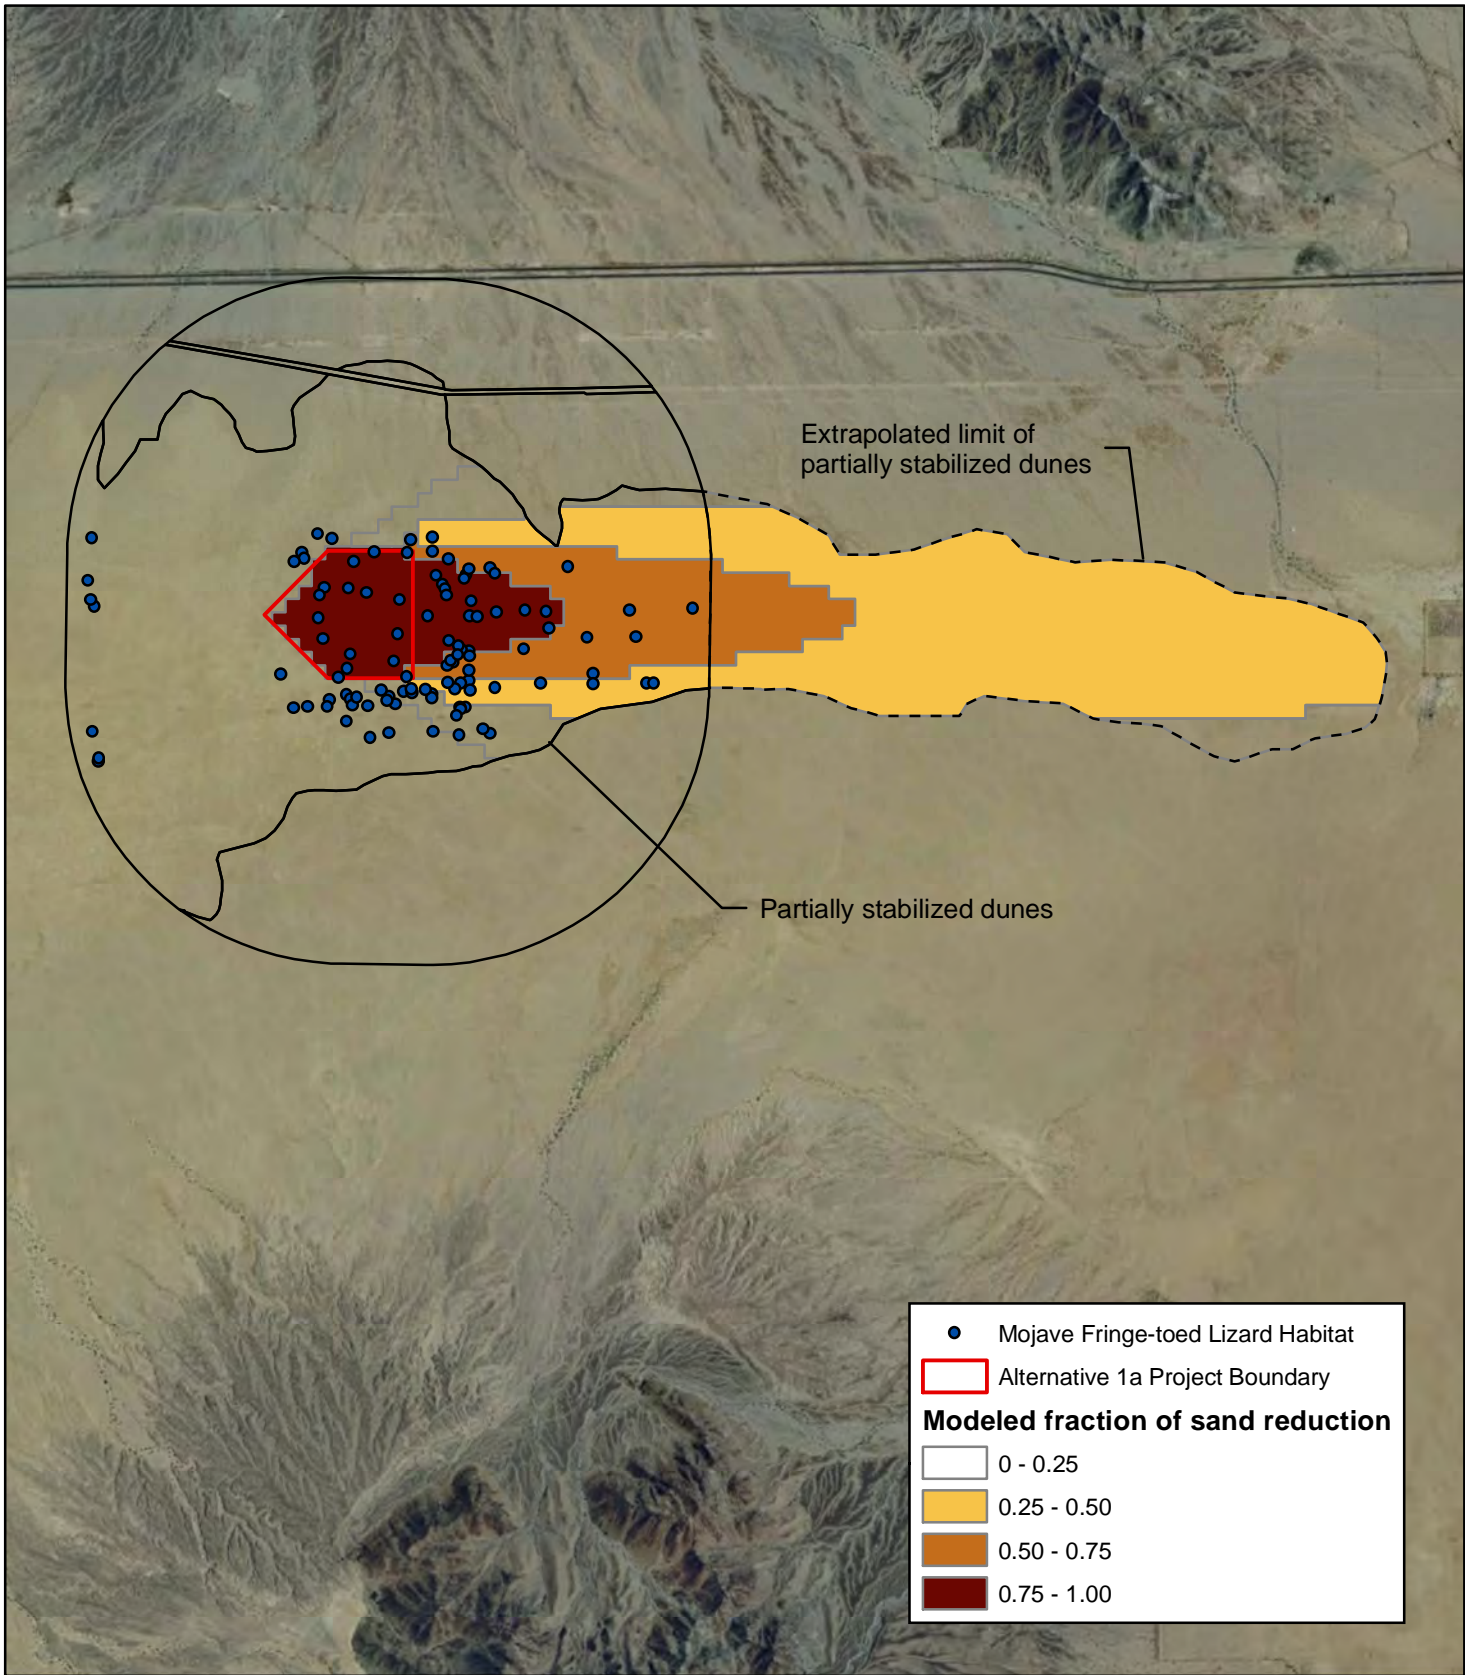 Extrapolated limit of
partially stabilized dunes
Partially stabilized dunes
Mojave Fringe-toed Lizard Habitat
Alternative 1a Project Boundary
Modeled fraction of sand reduction
0 - 0.25
0.25 - 0.50
0.50 - 0.75
0.75 - 1.00